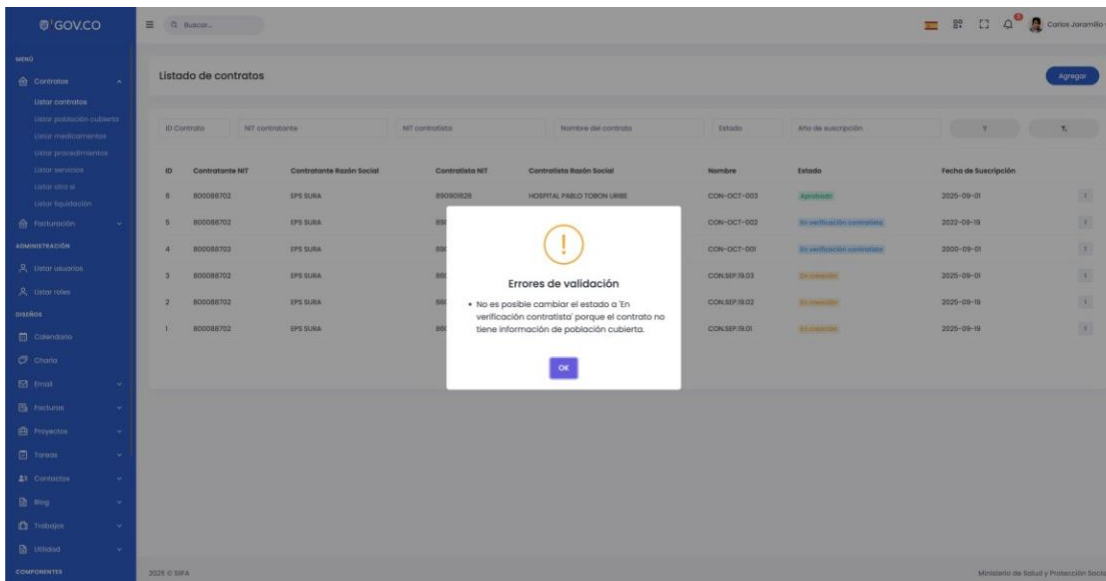 GOV.CO
Buscar...
Carlos Jaramillo
MENÚ
Contratos
Listar contratos
Listar población cubierta
Listar medicamentos
Listar procedimientos
Listar servicios
Listar otro si
Listar liquidación
Facturación
ADMINISTRACIÓN
Listar usuarios
Listar roles
DISEÑOS
Calendario
Charla
Email
Facturas
Proyectos
Tareas
Contactos
Blog
Trabajos
Utilidad
COMPONENTES
Listado de contratos
Agregar
ID Contrato NIT contratante NIT contratista Nombre del contrato Estado Año de suscripción
ID Contratante NIT Contratante Razón Social Contratista NIT Contratista Razón Social Nombre Estado Fecha de Suscripción
6 800088702 EPS SURA 890901826 HOSPITAL PABLO TOBON URIBE CON-OCT-003 Aprobado 2025-09-01
5 800088702 EPS SURA CON-OCT-002 En verificación contratista 2022-09-19
4 800088702 EPS SURA CON-OCT-001 En verificación contratista 2000-09-01
3 800088702 EPS SURA CON.SEP.19.03 En creación 2025-09-01
2 800088702 EPS SURA CON.SEP.19.02 En creación 2025-09-19
1 800088702 EPS SURA CON.SEP.19.01 En creación 2025-09-19
Errores de validación
• No es posible cambiar el estado a 'En
verificación contratista' porque el contrato no
tiene información de población cubierta.
OK
2025 © SIIFA
Ministerio de Salud y Protección Social